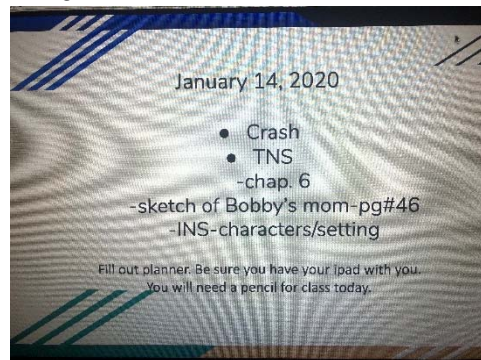 January 14, 2020
• Crash
• TNS
-chap. 6
-sketch of Bobby's mom-pg#46
-INS-characters/setting
Fill out planner. Be sure you have your ipad with you.
You will need a pencil for class today.